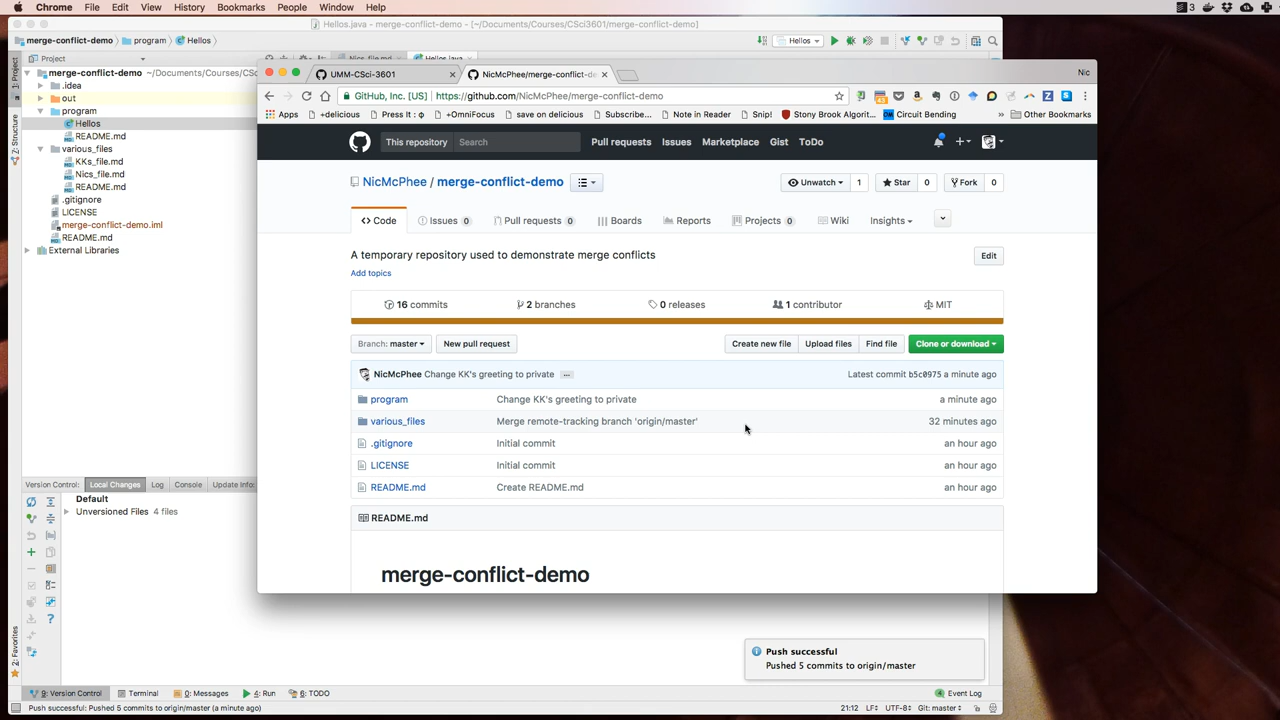 Chrome File Edit View History Bookmarks People Window Help 3
Hellos.java - merge-conflict-demo - [~/Documents/Courses/CSci3601/merge-conflict-demo]
merge-conflict-demo program Hellos Hellos
Project Nics_file.md Hellos.java
1: Project
Structure
2: Favorites
merge-conflict-demo ~/Documents/Courses/CSc
.idea
out
program
Hellos
README.md
various_files
KKs_file.md
Nics_file.md
README.md
.gitignore
LICENSE
merge-conflict-demo.iml
README.md
External Libraries
UMM-CSci-3601 NicMcPhee/merge-conflict-de Nic
GitHub, Inc. [US] https://github.com/NicMcPhee/merge-conflict-demo
Apps +delicious Press It : φ +OmniFocus save on delicious Subscribe... Note in Reader Snip! Stony Brook Algorit... Circuit Bending » Other Bookmarks
This repository Search Pull requests Issues Marketplace Gist ToDo
NicMcPhee / merge-conflict-demo Unwatch 1 Star 0 Fork 0
Code Issues 0 Pull requests 0 Boards Reports Projects 0 Wiki Insights
A temporary repository used to demonstrate merge conflicts Edit
Add topics
16 commits 2 branches 0 releases 1 contributor MIT
Branch: master New pull request Create new file Upload files Find file Clone or download
NicMcPhee Change KK's greeting to private ... Latest commit b5c0975 a minute ago
program Change KK's greeting to private a minute ago
various_files Merge remote-tracking branch 'origin/master' 32 minutes ago
.gitignore Initial commit an hour ago
LICENSE Initial commit an hour ago
README.md Create README.md an hour ago
README.md
merge-conflict-demo
Version Control: Local Changes Log Console Update Info:
Default
Unversioned Files 4 files
Push successful
Pushed 5 commits to origin/master
9: Version Control Terminal 0: Messages 4: Run 6: TODO Event Log
Push successful: Pushed 5 commits to origin/master (a minute ago) 21:12 LF UTF-8 Git: master